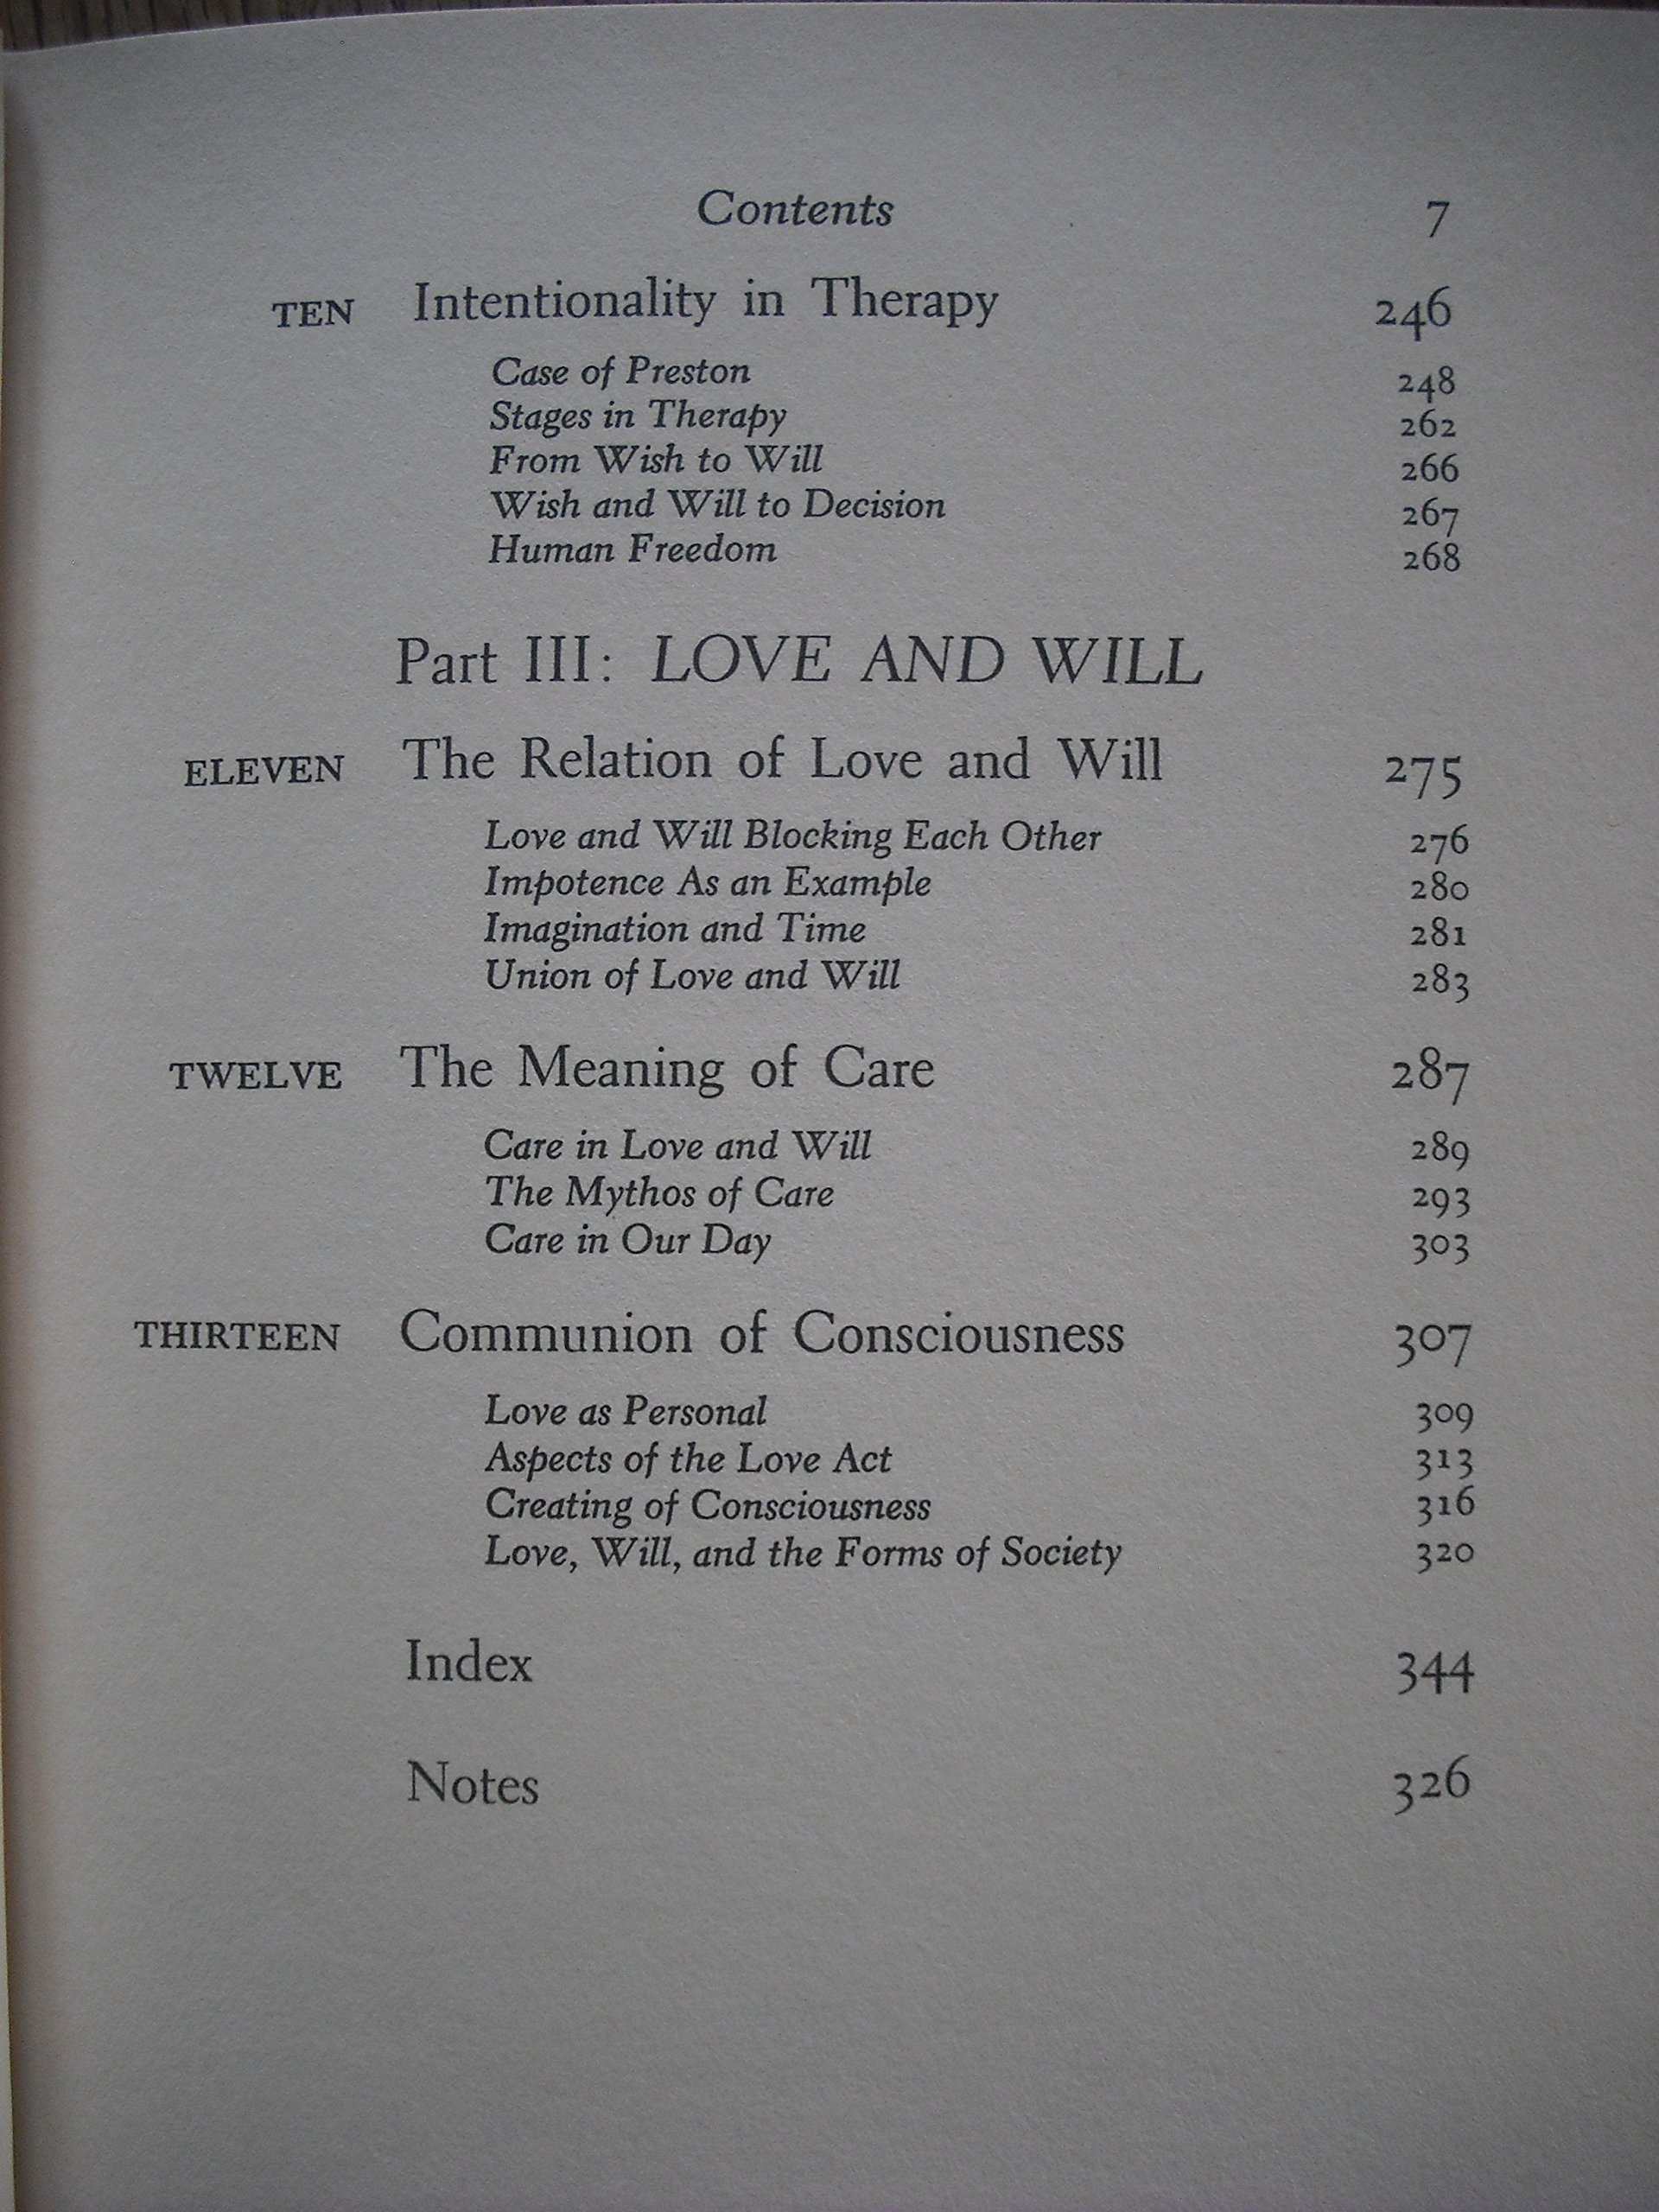 Contents 7
TEN Intentionality in Therapy 246
Case of Preston 248
Stages in Therapy 262
From Wish to Will 266
Wish and Will to Decision 267
Human Freedom 268
Part III: LOVE AND WILL
ELEVEN The Relation of Love and Will 275
Love and Will Blocking Each Other 276
Impotence As an Example 280
Imagination and Time 281
Union of Love and Will 283
TWELVE The Meaning of Care 287
Care in Love and Will 289
The Mythos of Care 293
Care in Our Day 303
THIRTEEN Communion of Consciousness 307
Love as Personal 309
Aspects of the Love Act 313
Creating of Consciousness 316
Love, Will, and the Forms of Society 320
Index 344
Notes 326